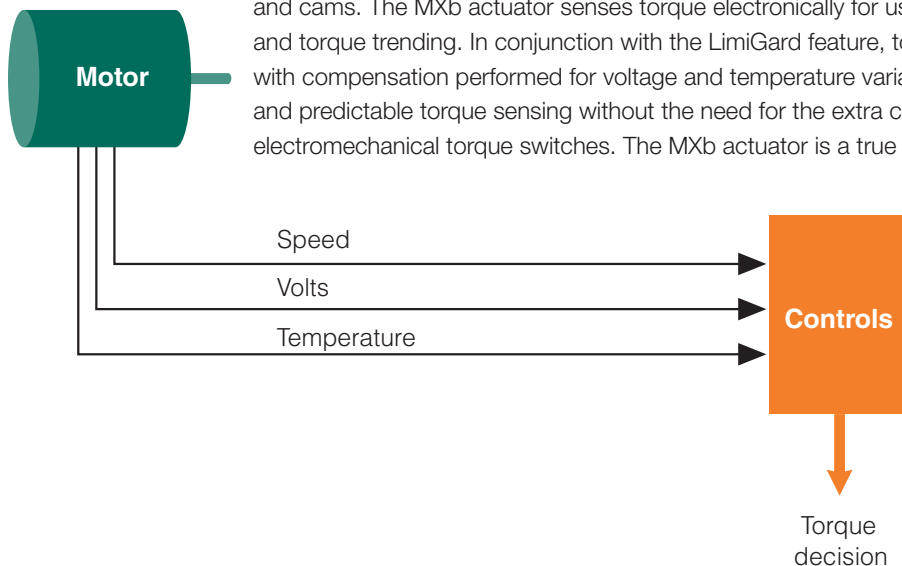 and cams. The MXb actuator senses torque electronically for
and torque trending. In conjunction with the LimiGard feature,
with compensation performed for voltage and temperature
and predictable torque sensing without the need for the extra
electromechanical torque switches. The MXb actuator is a true
Motor
Speed
Volts
Temperature
Controls
Torque
decision